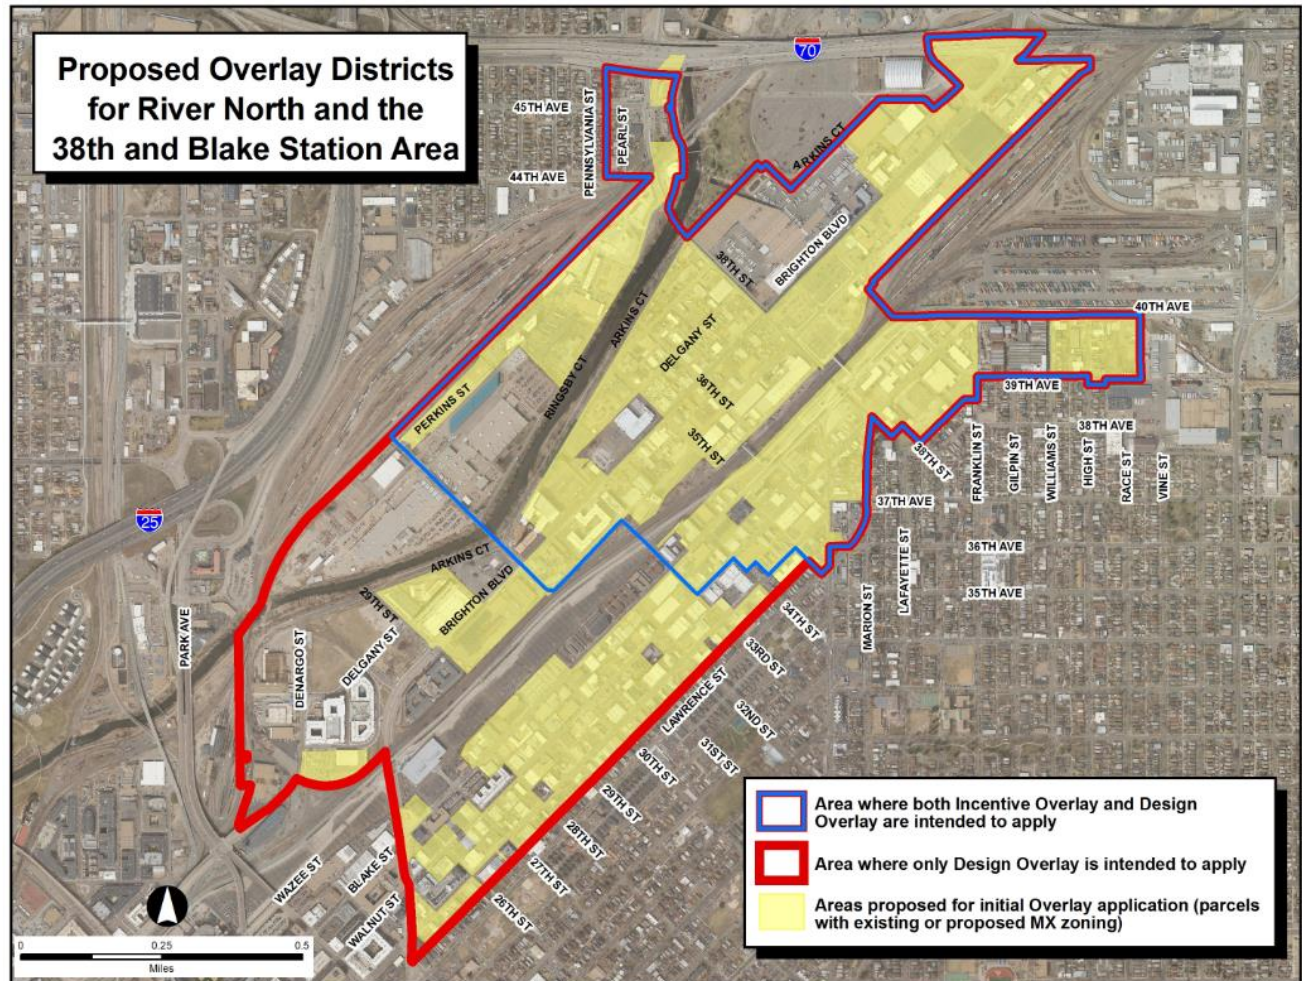 Proposed Overlay Districts
for River North and the
38th and Blake Station Area
70
45TH AVE
PENNSYLVANIA ST
PEARL ST
44TH AVE
ARKINS CT
BRIGHTON BLVD
38TH ST
ARKINS CT
DELGANY ST
36TH ST
35TH ST
RINGSBY CT
PERKINS ST
40TH AVE
39TH AVE
38TH AVE
38TH ST
FRANKLIN ST
GILPIN ST
WILLIAMS ST
HIGH ST
RACE ST
VINE ST
37TH AVE
36TH AVE
35TH AVE
MARION ST
LAFAYETTE ST
25
ARKINS CT
BRIGHTON BLVD
29TH ST
DELGANY ST
DENARGO ST
PARK AVE
34TH ST
33RD ST
LAWRENCE ST
32ND ST
31ST ST
30TH ST
29TH ST
28TH ST
27TH ST
26TH ST
WAZEE ST
BLAKE ST
WALNUT ST
0 0.25 0.5
Miles
Area where both Incentive Overlay and Design
Overlay are intended to apply
Area where only Design Overlay is intended to apply
Areas proposed for initial Overlay application (parcels
with existing or proposed MX zoning)